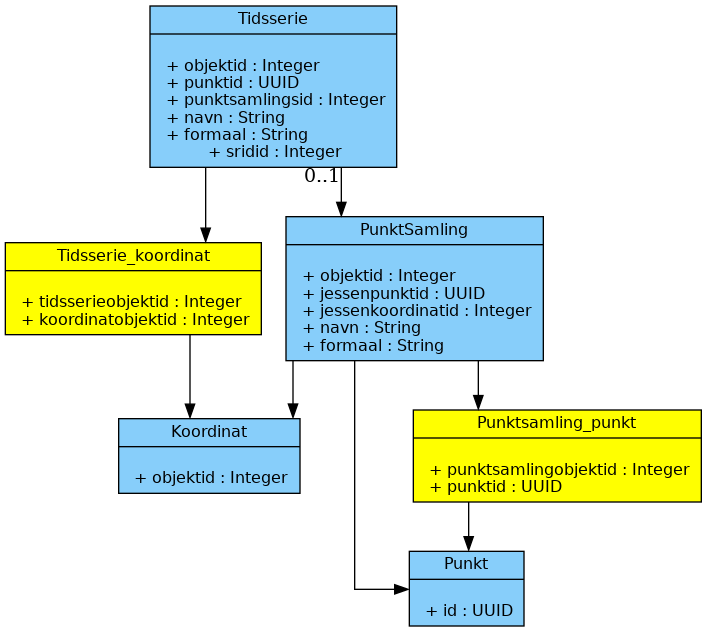 Tidsserie
+ objektid : Integer
+ punktid : UUID
+ punktsamlingsid : Integer
+ navn : String
+ formaal : String
+ sridid : Integer
0..1
PunktSamling
+ objektid : Integer
+ jessenpunktid : UUID
+ jessenkoordinatid : Integer
+ navn : String
+ formaal : String
Tidsserie_koordinat
+ tidsserieobjektid : Integer
+ koordinatobjektid : Integer
Koordinat
+ objektid : Integer
Punktsamling_punkt
+ punktsamlingobjektid : Integer
+ punktid : UUID
Punkt
+ id : UUID